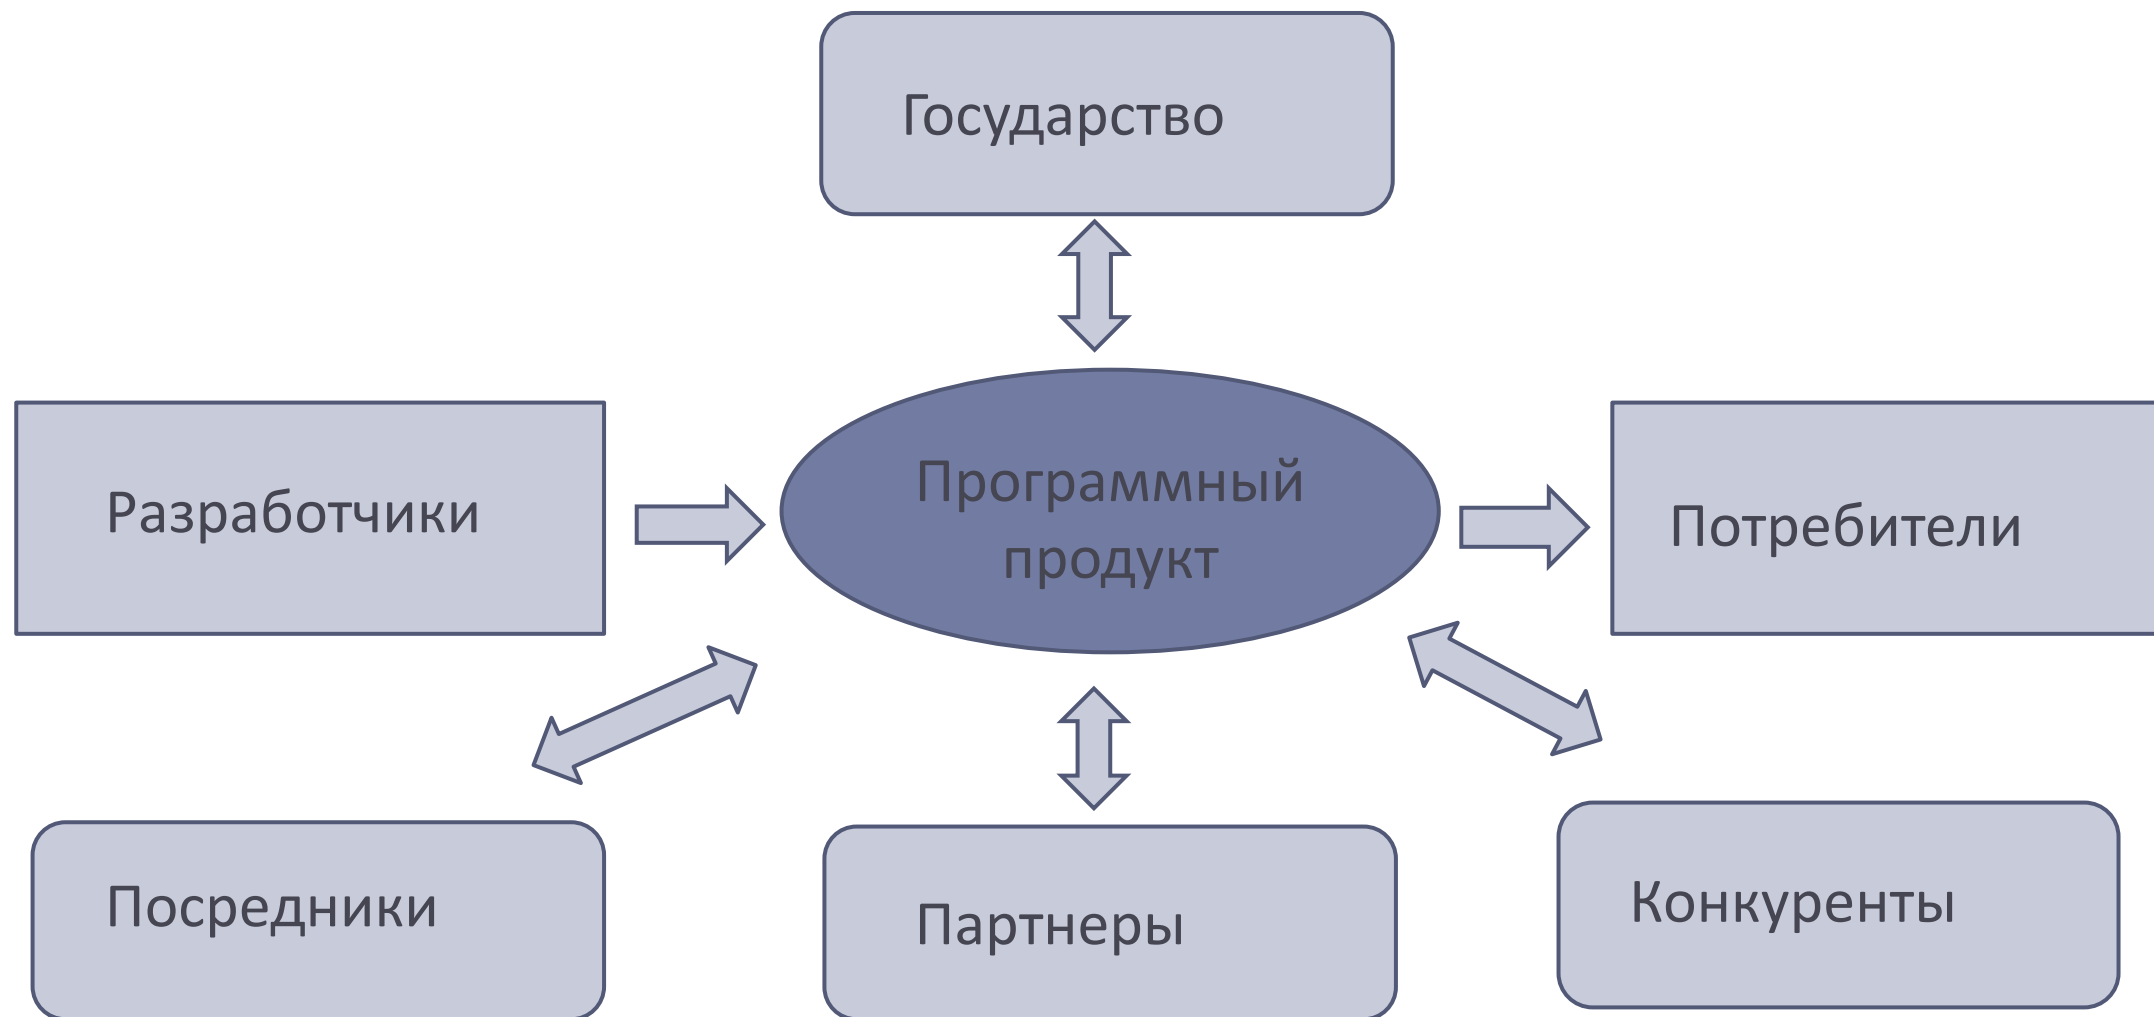 Государство
Разработчики
Программный
продукт
Потребители
Посредники
Партнеры
Конкуренты